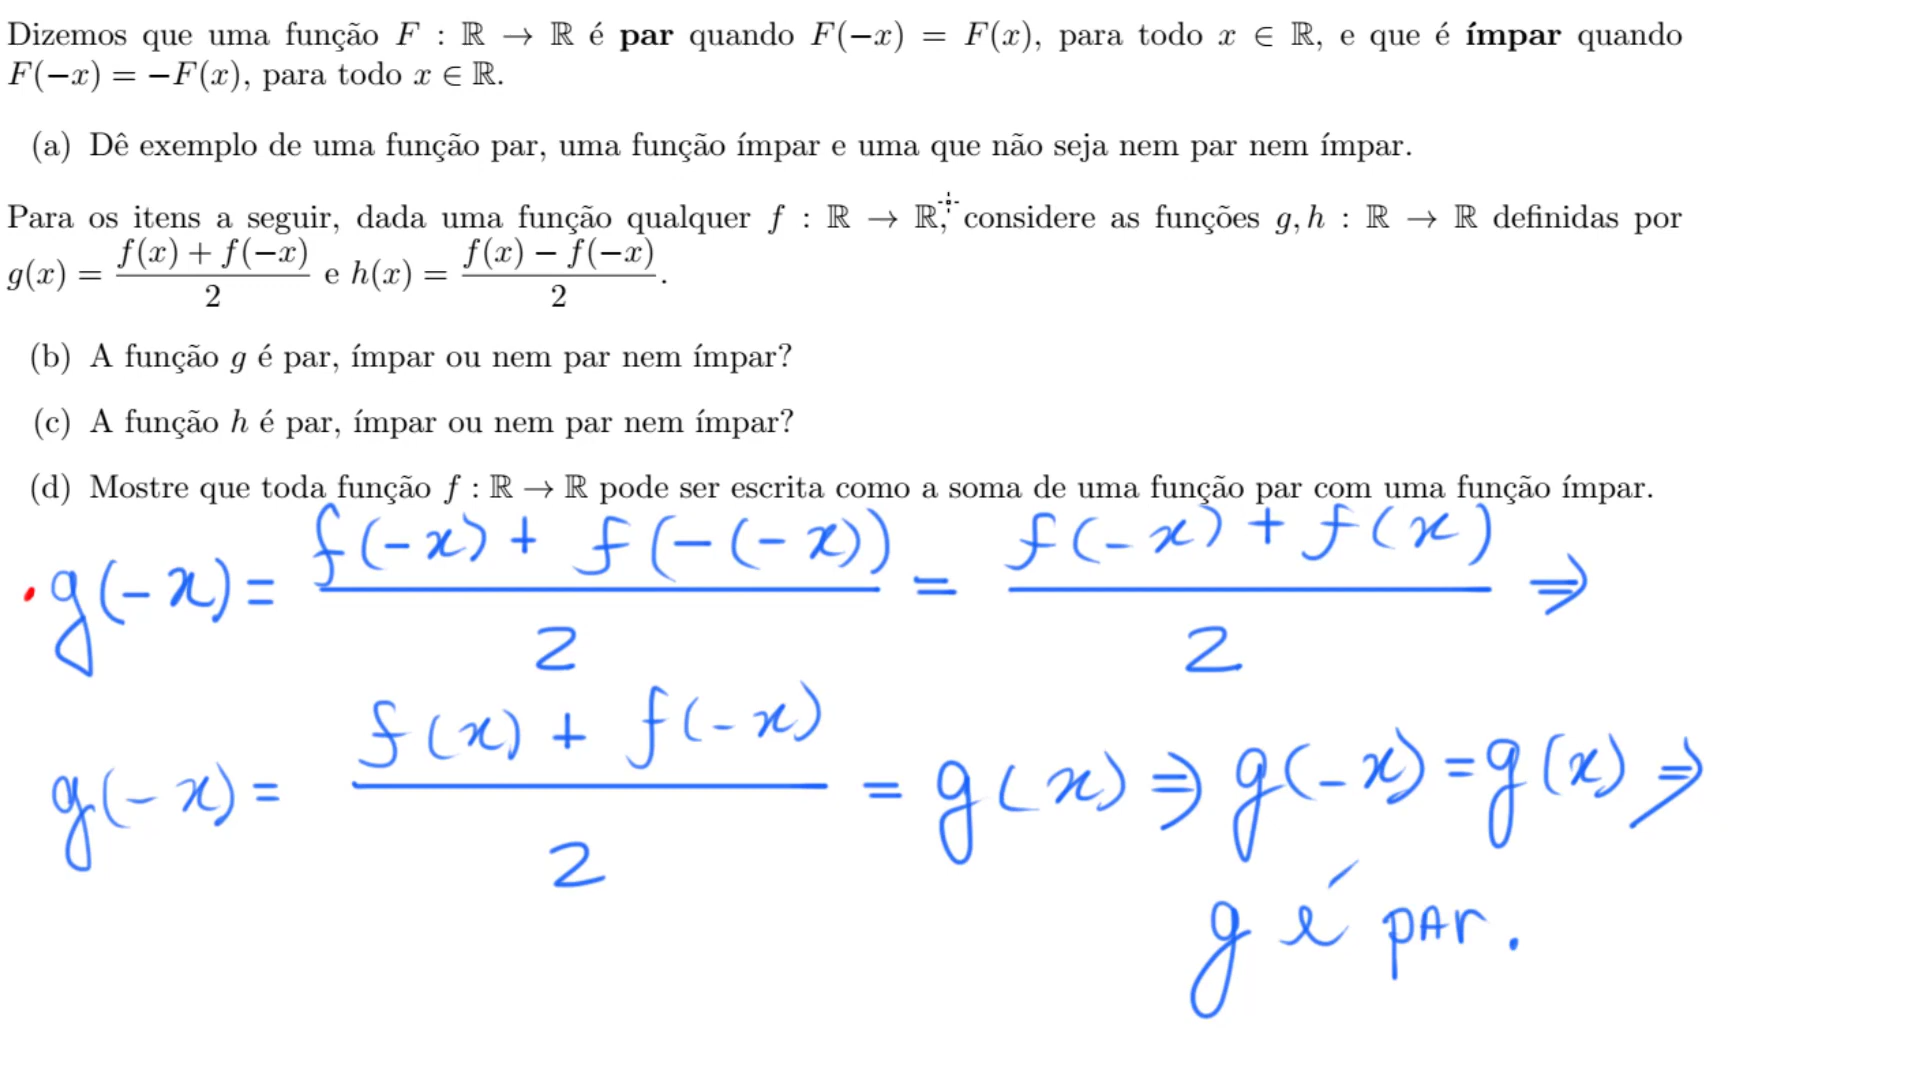 Dizemos que uma função F : ℝ → ℝ é par quando F(−x) = F(x), para todo x ∈ ℝ, e que é ímpar quando
F(−x) = −F(x), para todo x ∈ ℝ.
(a) Dê exemplo de uma função par, uma função ímpar e uma que não seja nem par nem ímpar.
Para os itens a seguir, dada uma função qualquer f : ℝ → ℝ, considere as funções g, h : ℝ → ℝ definidas por
g(x) = (f(x) + f(−x))/2 e h(x) = (f(x) − f(−x))/2.
(b) A função g é par, ímpar ou nem par nem ímpar?
(c) A função h é par, ímpar ou nem par nem ímpar?
(d) Mostre que toda função f : ℝ → ℝ pode ser escrita como a soma de uma função par com uma função ímpar.
• g(−x) = (f(−x) + f(−(−x)))/2 = (f(−x) + f(x))/2 ⇒
g(−x) = (f(x) + f(−x))/2 = g(x) ⇒ g(−x) = g(x) ⇒
g é PAr.